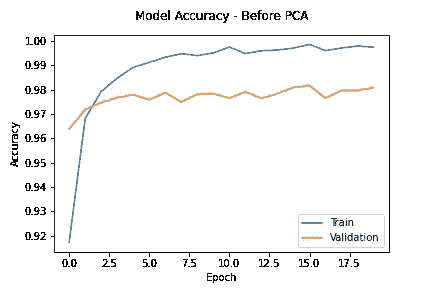 Model Accuracy - Before PCA
1.00
0.99
0.98
0.97
0.96
0.95
0.94
0.93
0.92
Accuracy
0.0 2.5 5.0 7.5 10.0 12.5 15.0 17.5
Epoch
Train
Validation